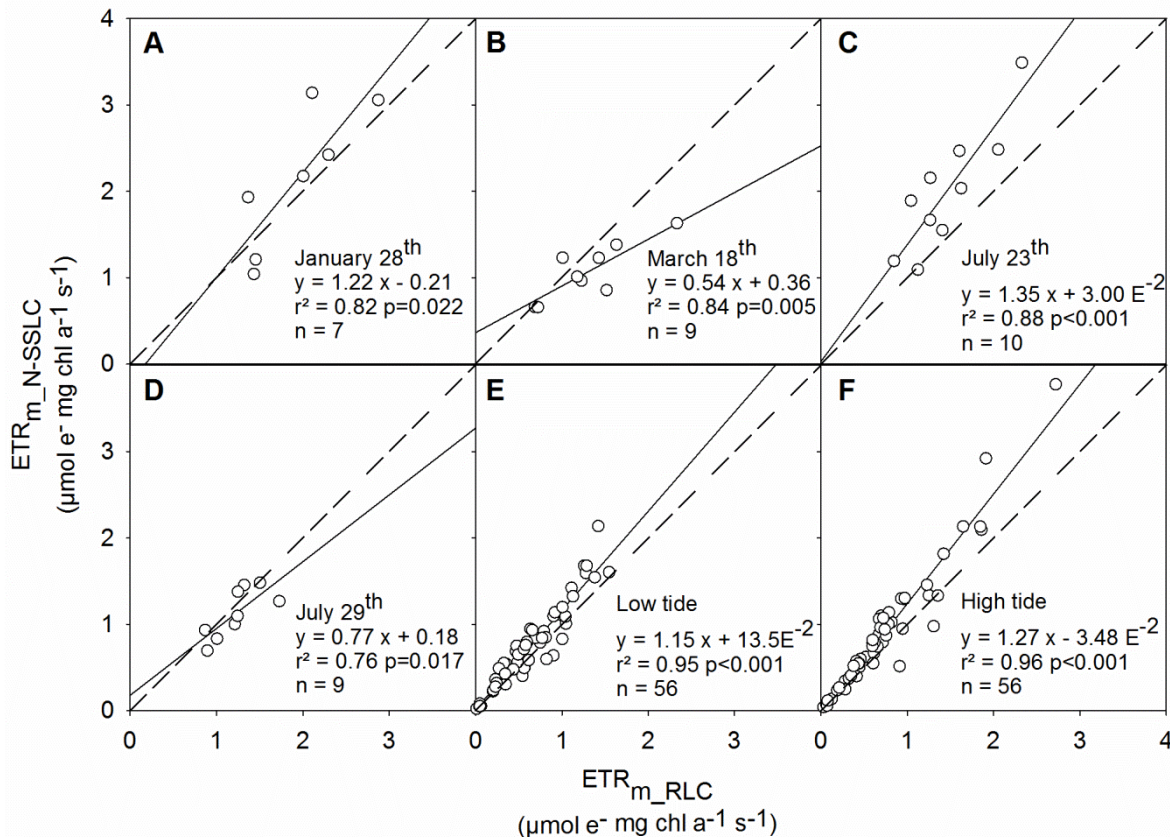 4
3
2
1
0
A
January 28th
y = 1.22 x - 0.21
r² = 0.82 p=0.022
n = 7
B
March 18th
y = 0.54 x + 0.36
r² = 0.84 p=0.005
n = 9
C
July 23th
y = 1.35 x + 3.00 E-2
r² = 0.88 p<0.001
n = 10
ETRm_N-SSLC
(µmol e- mg chl a-1 s-1)
3
2
1
0
D
July 29th
y = 0.77 x + 0.18
r² = 0.76 p=0.017
n = 9
E
Low tide
y = 1.15 x + 13.5E-2
r² = 0.95 p<0.001
n = 56
F
High tide
y = 1.27 x - 3.48 E-2
r² = 0.96 p<0.001
n = 56
0 1 2 3 0 1 2 3 0 1 2 3 4
ETRm_RLC
(µmol e- mg chl a-1 s-1)